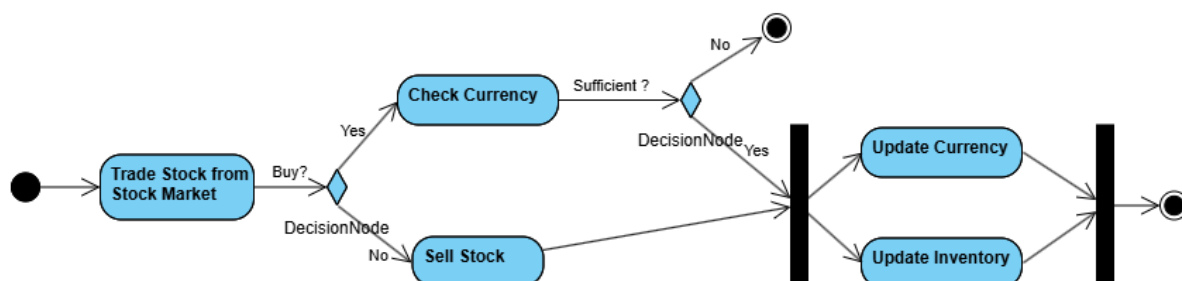 No
Check Currency
Sufficient ?
DecisionNode
Yes
Yes
Update Currency
Trade Stock from
Stock Market
Buy?
DecisionNode
No
Sell Stock
Update Inventory